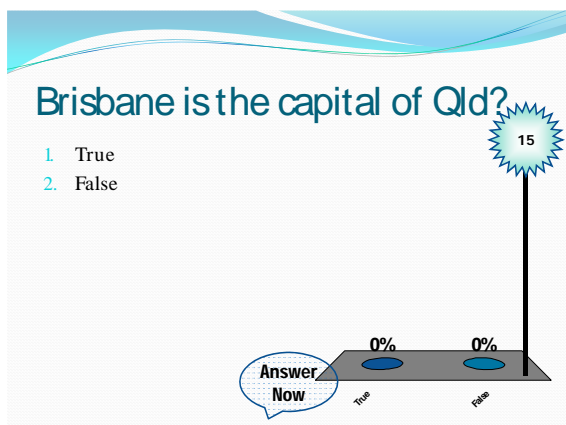 Brisbane is the capital of Qld?
15
1. True
2. False
0% 0%
Answer
Now
True False